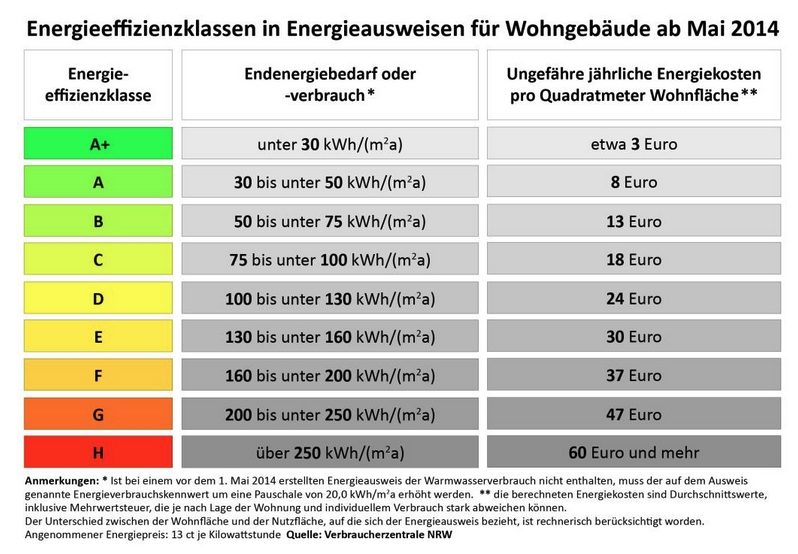 Energieeffizienzklassen in Energieausweisen für Wohngebäude ab Mai 2014
Energie-
effizienzklasse
Endenergiebedarf oder
-verbrauch*
Ungefähre jährliche Energiekosten
pro Quadratmeter Wohnfläche**
A+ unter 30 kWh/(m²a) etwa 3 Euro
A 30 bis unter 50 kWh/(m²a) 8 Euro
B 50 bis unter 75 kWh/(m²a) 13 Euro
C 75 bis unter 100 kWh/(m²a) 18 Euro
D 100 bis unter 130 kWh/(m²a) 24 Euro
E 130 bis unter 160 kWh/(m²a) 30 Euro
F 160 bis unter 200 kWh/(m²a) 37 Euro
G 200 bis unter 250 kWh/(m²a) 47 Euro
H über 250 kWh/(m²a) 60 Euro und mehr
Anmerkungen: * Ist bei einem vor dem 1. Mai 2014 erstellten Energieausweis der Warmwasserverbrauch nicht enthalten, muss der auf dem Ausweis
genannte Energieverbrauchskennwert um eine Pauschale von 20,0 kWh/m²a erhöht werden. ** die berechneten Energiekosten sind Durchschnittswerte,
inklusive Mehrwertsteuer, die je nach Lage der Wohnung und individuellem Verbrauch stark abweichen können.
Der Unterschied zwischen der Wohnfläche und der Nutzfläche, auf die sich der Energieausweis bezieht, ist rechnerisch berücksichtigt worden.
Angenommener Energiepreis: 13 ct je Kilowattstunde Quelle: Verbraucherzentrale NRW